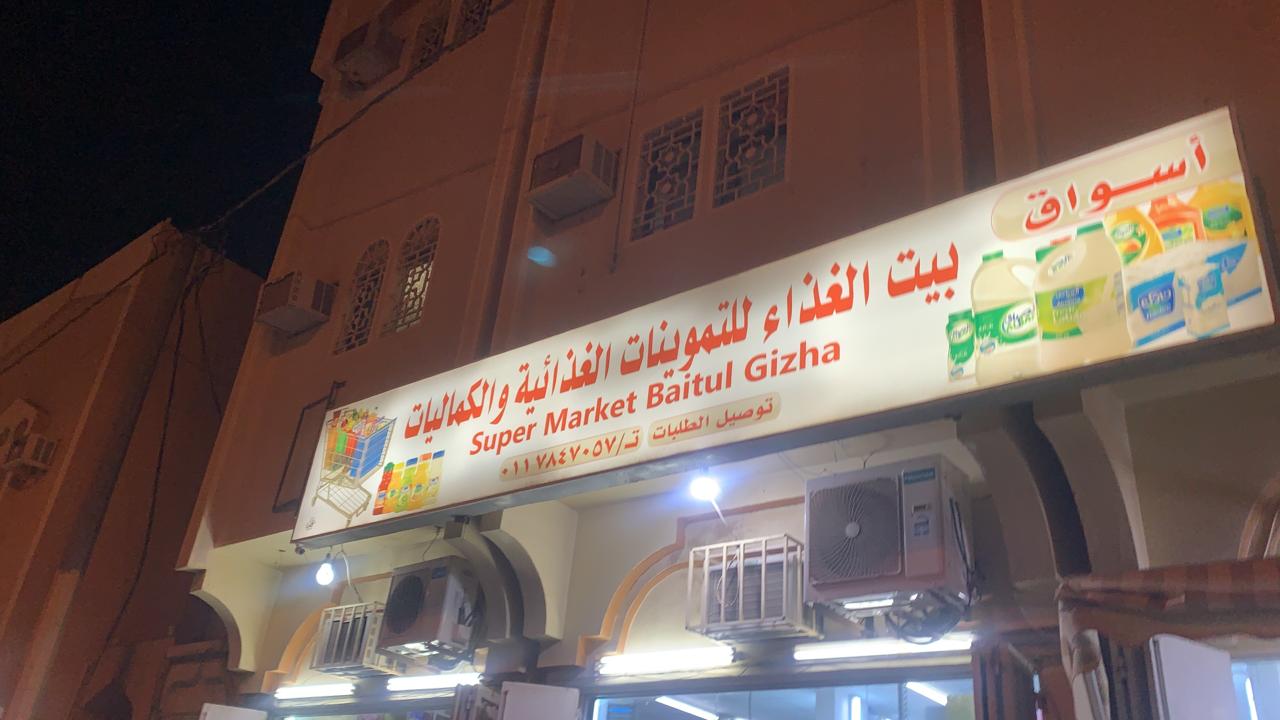 أسواق
بيت الغذاء للتموينات الغذائية والكماليات
Super Market Baitul Gizha
توصيل الطلبات ت/٠١١٧٨٤٧٠٥٧